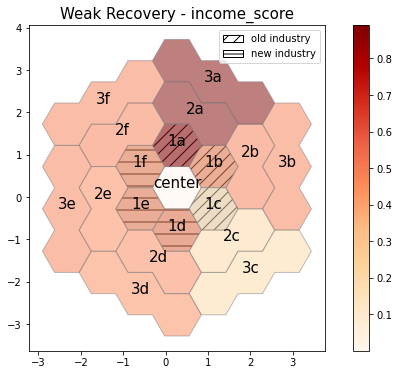 Weak Recovery - income_score
old industry
new industry
3a
3f
2a
2f
1a
2b
3b
1f
1b
center
2e
3e
1e
1c
1d
2c
2d
3c
3d
4
3
2
1
0
−1
−2
−3
−3
−2
−1
0
1
2
3
0.8
0.7
0.6
0.5
0.4
0.3
0.2
0.1